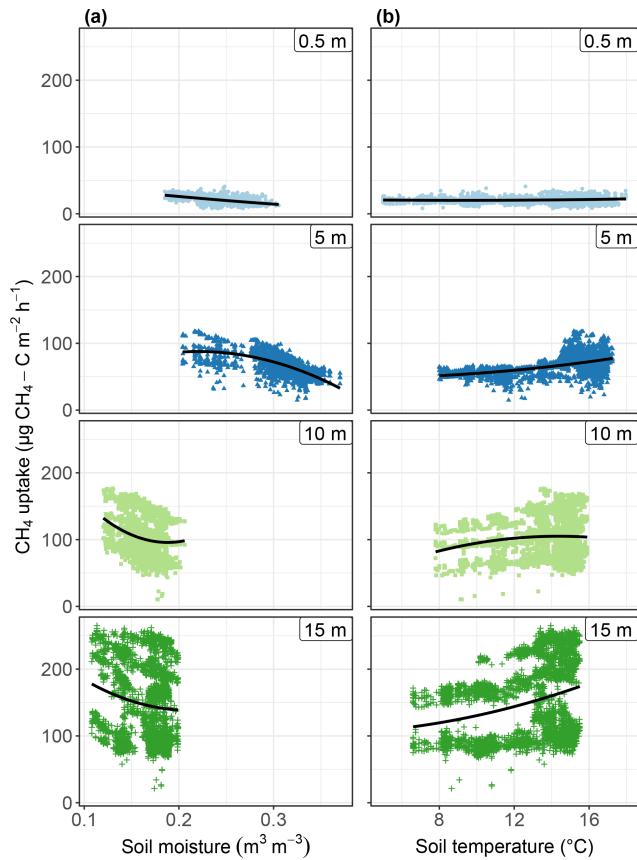 (a)
(b)
0.5 m
0.5 m
200
100
0
5 m
5 m
200
100
0
10 m
10 m
200
100
0
15 m
15 m
200
100
0
CH₄ uptake (µg CH₄ – C m⁻² h⁻¹)
0.1 0.2 0.3
8 12 16
Soil moisture (m³ m⁻³)
Soil temperature (°C)